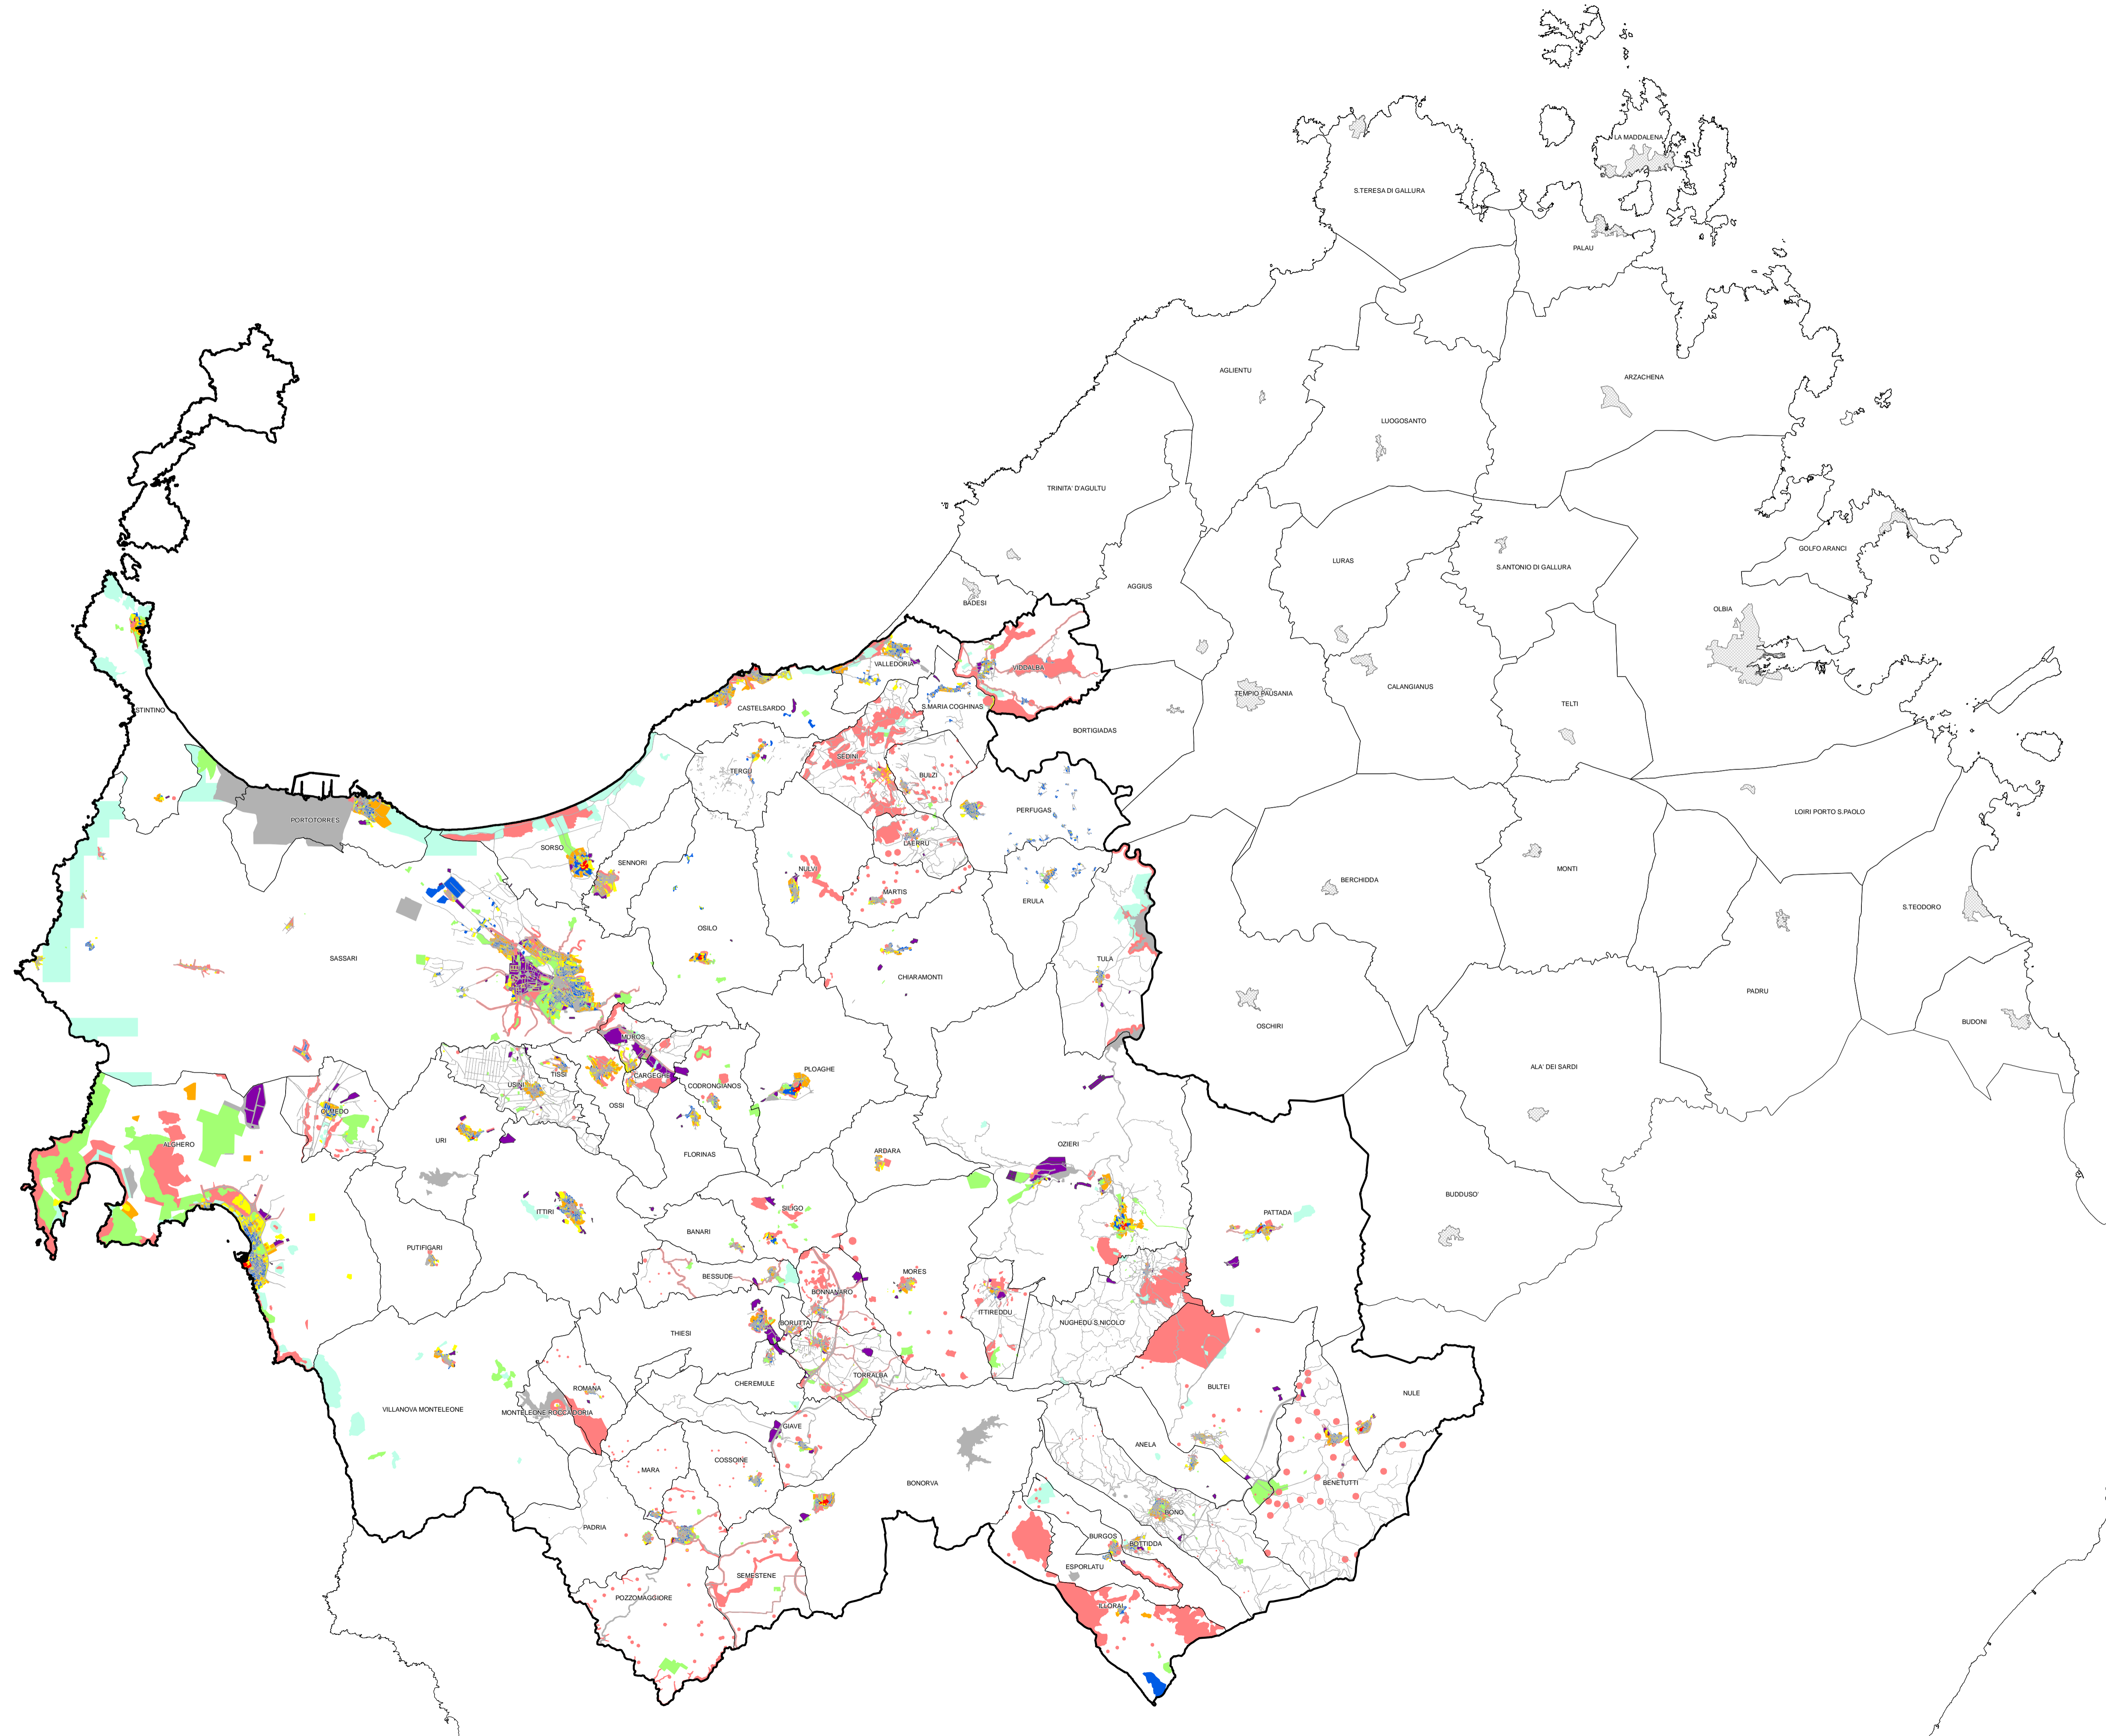 LA MADDALENA
S.TERESA DI GALLURA
PALAU
AGLIENTU
ARZACHENA
LUOGOSANTO
TRINITA' D'AGULTU
GOLFO ARANCI
LURAS
S.ANTONIO DI GALLURA
AGGIUS
BADESI
OLBIA
VALLEDORIA
VIDDALBA
CALANGIANUS
TEMPIO PAUSANIA
TELTI
S.MARIA COGHINAS
CASTELSARDO
STINTINO
BORTIGIADAS
SEDINI
TERGU
BULZI
PERFUGAS
LOIRI PORTO S.PAOLO
PORTOTORRES
LAERRU
SORSO
SENNORI
NULVI
MONTI
BERCHIDDA
MARTIS
ERULA
S.TEODORO
OSILO
SASSARI
TULA
CHIARAMONTI
PADRU
BUDONI
OSCHIRI
MUROS
ALA' DEI SARDI
PLOAGHE
TISSI
CARGEGHE
USINI
CODRONGIANOS
OSSI
OLMEDO
URI
ALGHERO
OZIERI
ARDARA
FLORINAS
BUDDUSO'
SILIGO
ITTIRI
PATTADA
BANARI
PUTIFIGARI
MORES
BESSUDE
BONNANARO
ITTIREDDU
BORUTTA
NUGHEDU S.NICOLO'
THIESI
TORRALBA
CHEREMULE
ROMANA
BULTEI
NULE
VILLANOVA MONTELEONE
MONTELEONE ROCCA DORIA
GIAVE
ANELA
COSSOINE
MARA
BONORVA
BENETUTTI
BONO
PADRIA
BURGOS
BOTTIDDA
ESPORLATU
SEMESTENE
POZZOMAGGIORE
ILLORAI